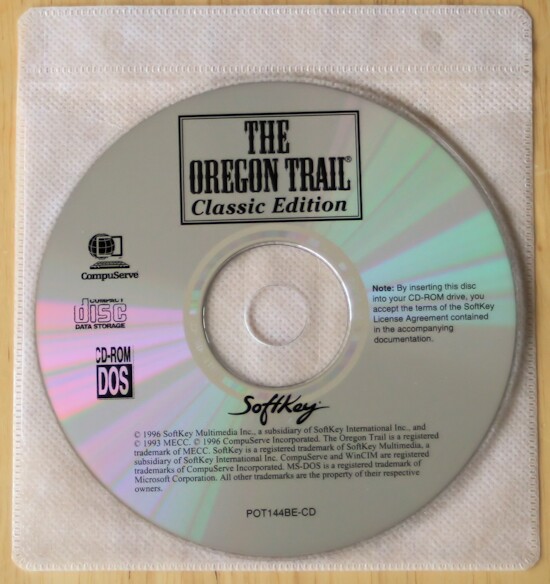 THE
OREGON TRAIL®
Classic Edition
CompuServe
COMPACT
disc
DATA STORAGE
CD-ROM
DOS
Note: By inserting this disc
into your CD-ROM drive, you
accept the terms of the SoftKey
License Agreement contained
in the accompanying
documentation.
SoftKey
© 1996 SoftKey Multimedia Inc., a subsidiary of SoftKey International Inc., and
© 1993 MECC. © 1996 CompuServe Incorporated. The Oregon Trail is a registered
trademark of MECC. SoftKey is a registered trademark of SoftKey Multimedia, a
subsidiary of SoftKey International Inc. CompuServe and WinCIM are registered
trademarks of CompuServe Incorporated. MS-DOS is a registered trademark of
Microsoft Corporation. All other trademarks are the property of their respective
owners.
POT144BE-CD